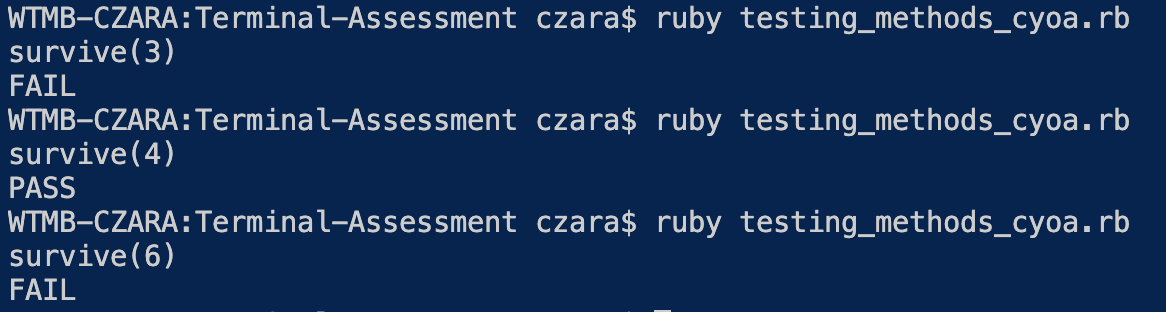 WTMB-CZARA:Terminal-Assessment czara$ ruby testing_methods_cyoa.rb
survive(3)
FAIL
WTMB-CZARA:Terminal-Assessment czara$ ruby testing_methods_cyoa.rb
survive(4)
PASS
WTMB-CZARA:Terminal-Assessment czara$ ruby testing_methods_cyoa.rb
survive(6)
FAIL